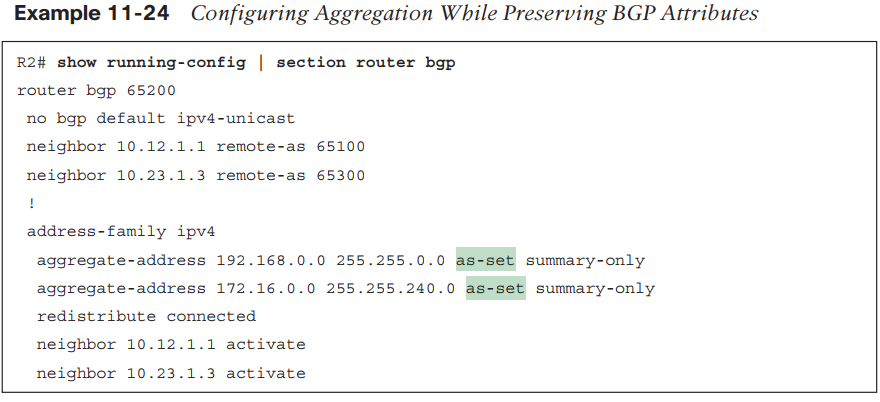 Example 11-24 Configuring Aggregation While Preserving BGP Attributes
R2# show running-config | section router bgp
router bgp 65200
no bgp default ipv4-unicast
neighbor 10.12.1.1 remote-as 65100
neighbor 10.23.1.3 remote-as 65300
!
address-family ipv4
aggregate-address 192.168.0.0 255.255.0.0 as-set summary-only
aggregate-address 172.16.0.0 255.255.240.0 as-set summary-only
redistribute connected
neighbor 10.12.1.1 activate
neighbor 10.23.1.3 activate